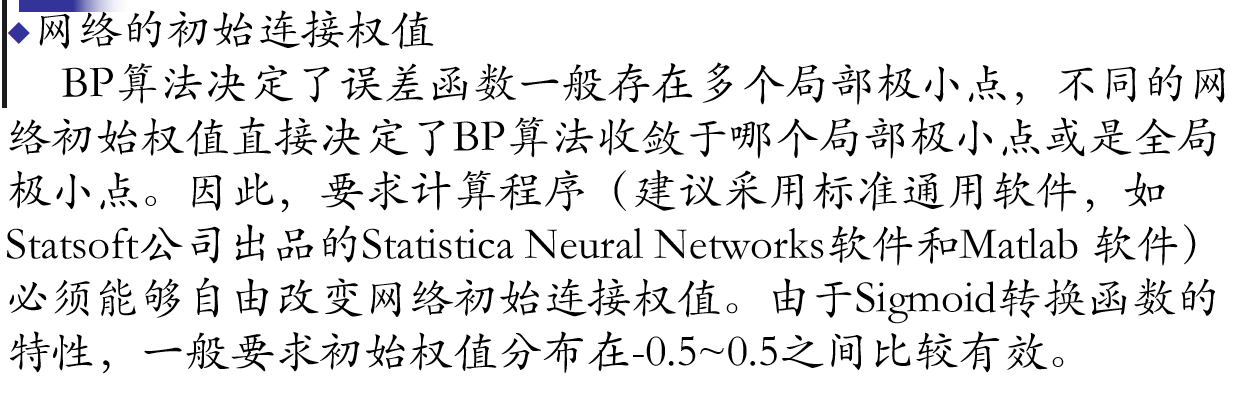 网络的初始连接权值
BP算法决定了误差函数一般存在多个局部极小点，不同的网
络初始权值直接决定了BP算法收敛于哪个局部极小点或是全局
极小点。因此，要求计算程序（建议采用标准通用软件，如
Statsoft公司出品的Statistica Neural Networks软件和Matlab 软件）
必须能够自由改变网络初始连接权值。由于Sigmoid转换函数的
特性，一般要求初始权值分布在-0.5~0.5之间比较有效。